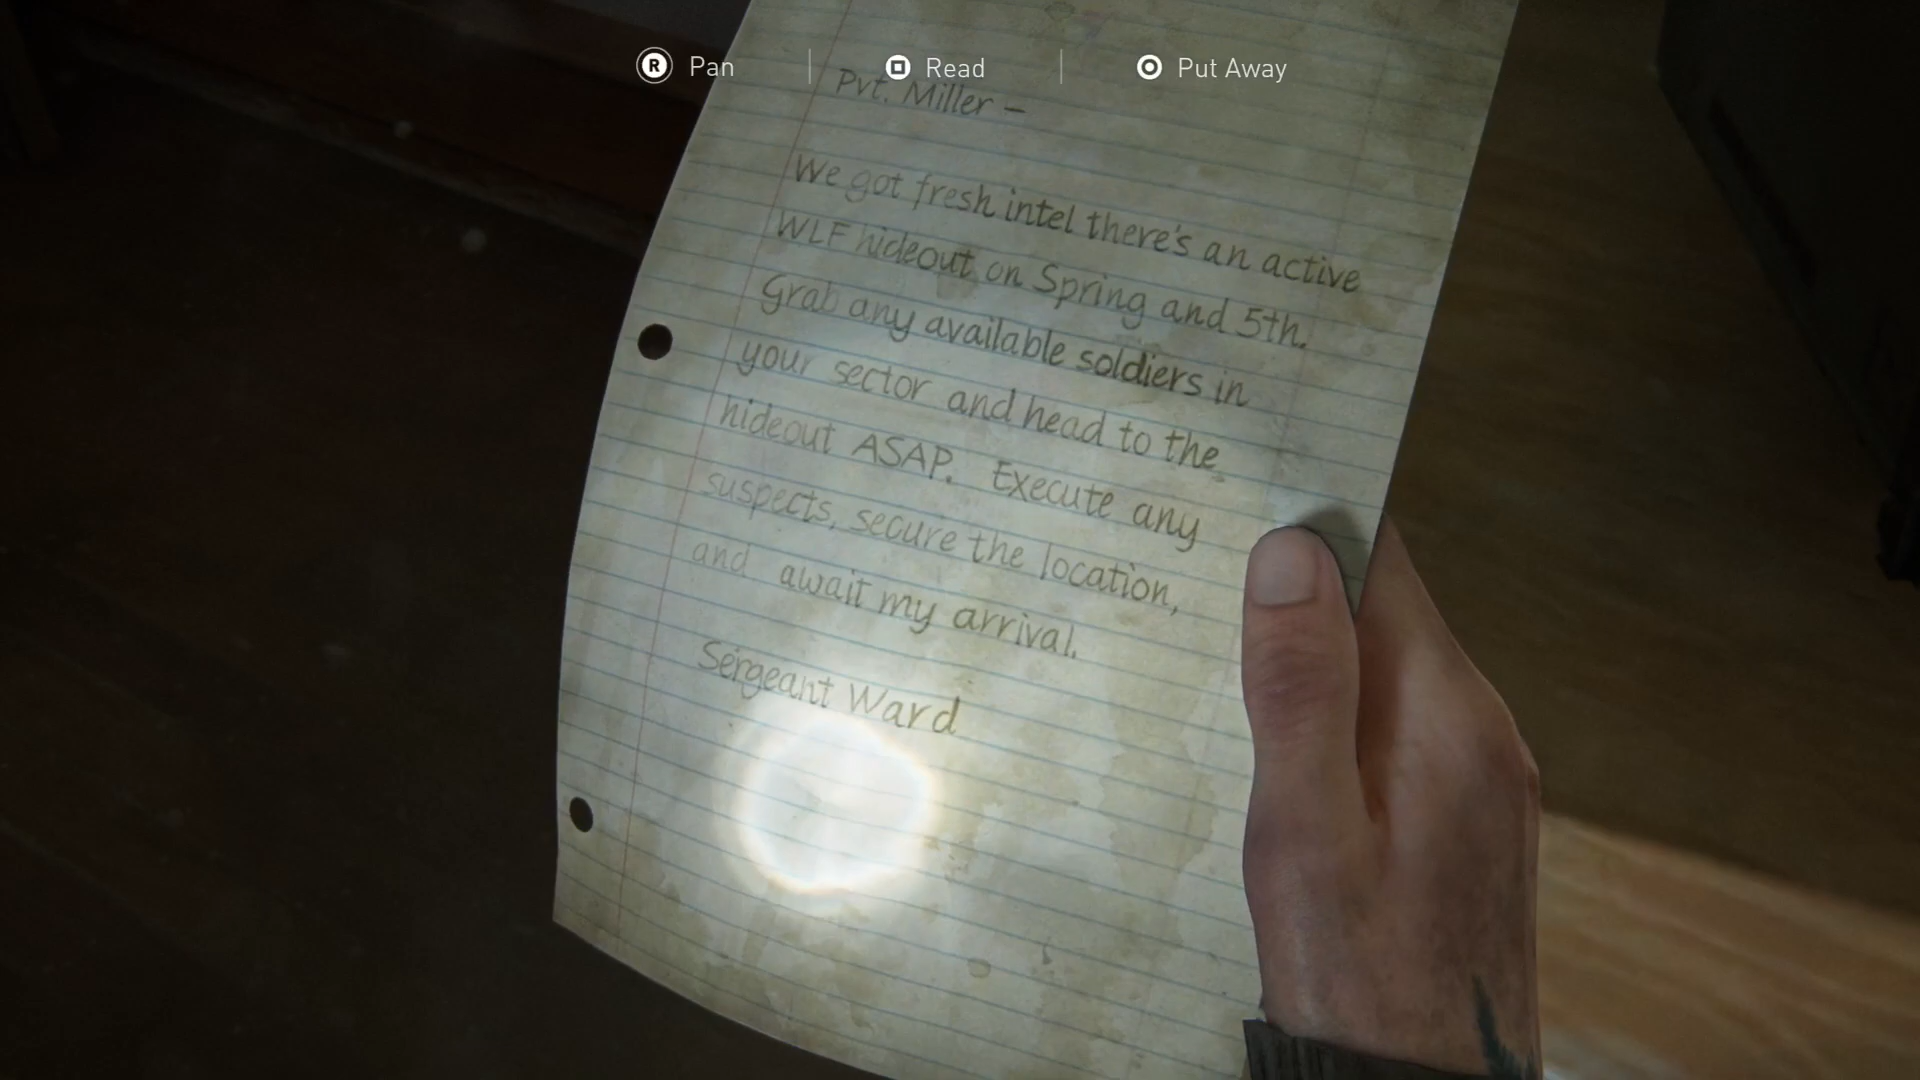 R Pan
Read
Put Away
Pvt. Miller –
We got fresh intel there's an active
WLF hideout on Spring and 5th.
Grab any available soldiers in
your sector and head to the
hideout ASAP. Execute any
suspects, secure the location,
and await my arrival.
Sergeant Ward